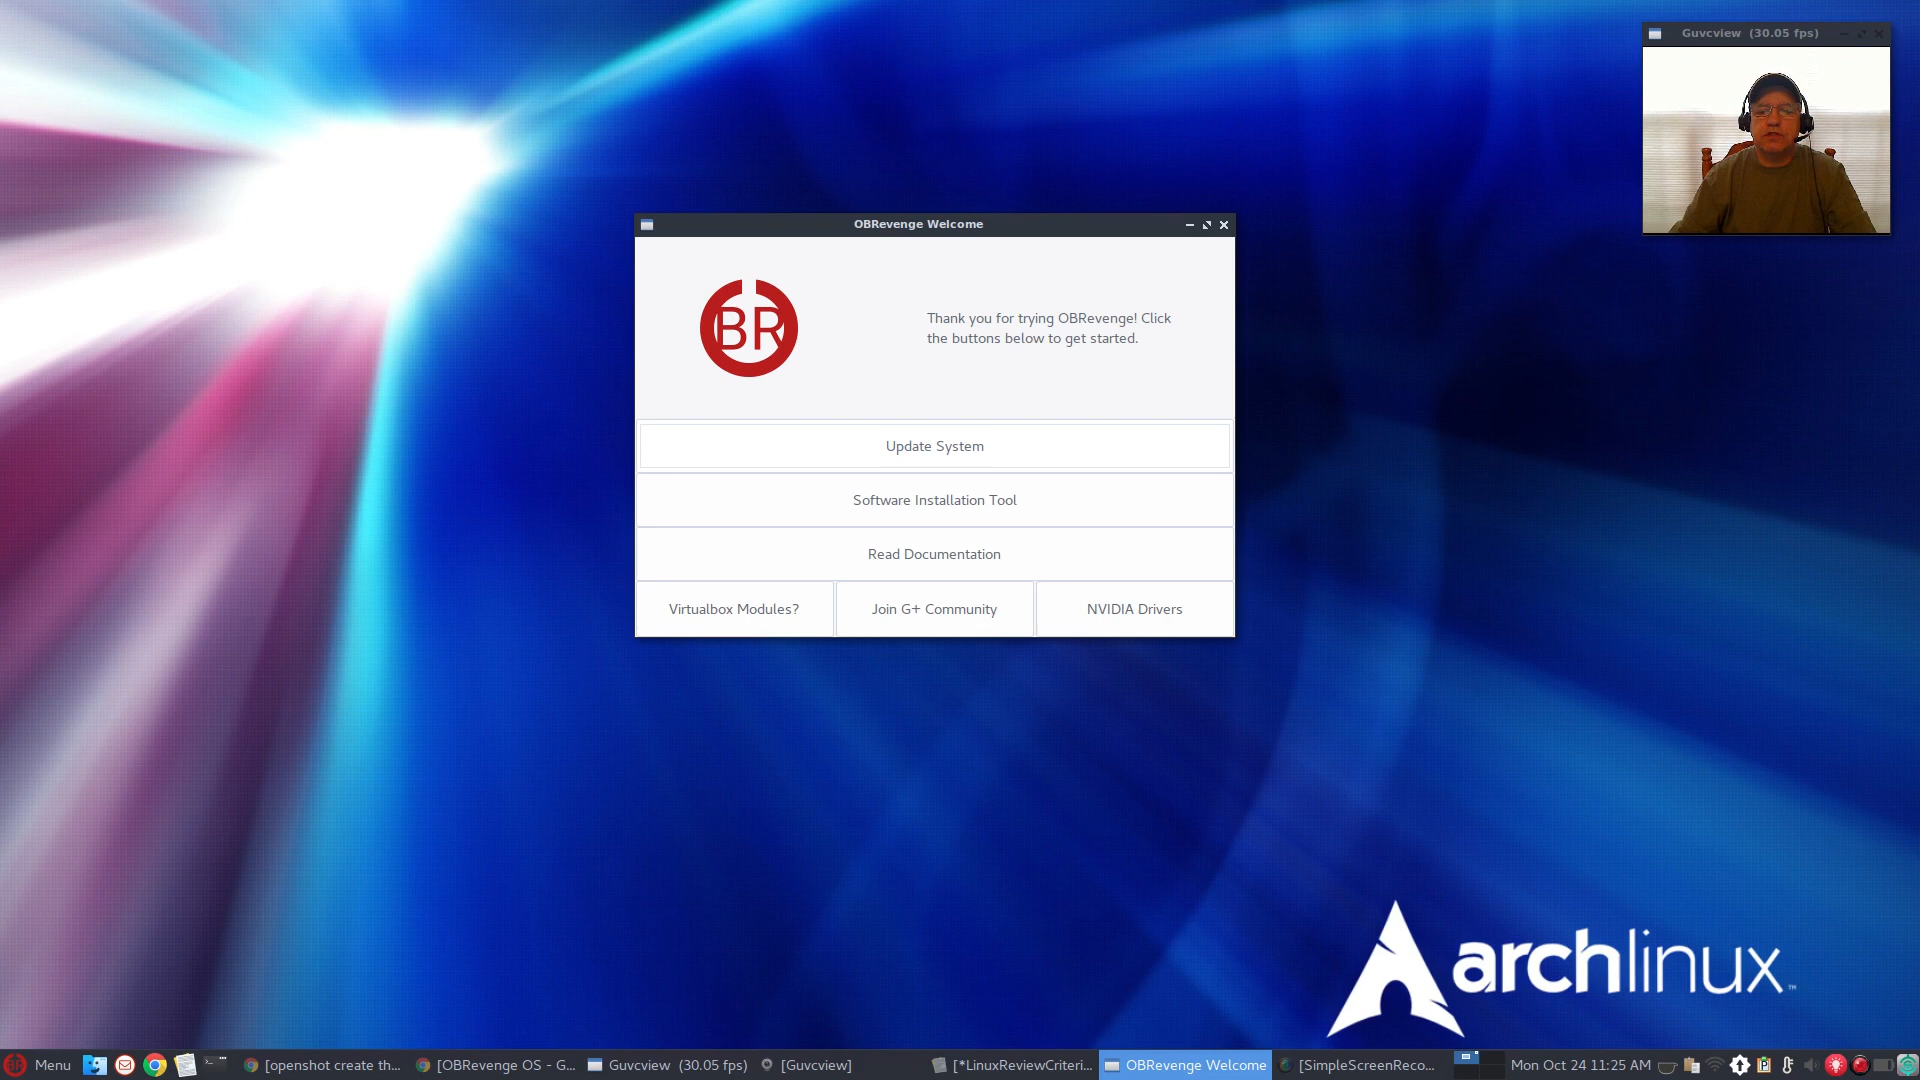 Guvcview (30.05 fps)
OBRevenge Welcome
BR
Thank you for trying OBRevenge! Click
the buttons below to get started.
Update System
Software Installation Tool
Read Documentation
Virtualbox Modules? Join G+ Community NVIDIA Drivers
archlinux™
Menu [openshot create th... [OBRevenge OS - G... Guvcview (30.05 fps) [Guvcview] [*LinuxReviewCriteri... OBRevenge Welcome [SimpleScreenReco... Mon Oct 24 11:25 AM